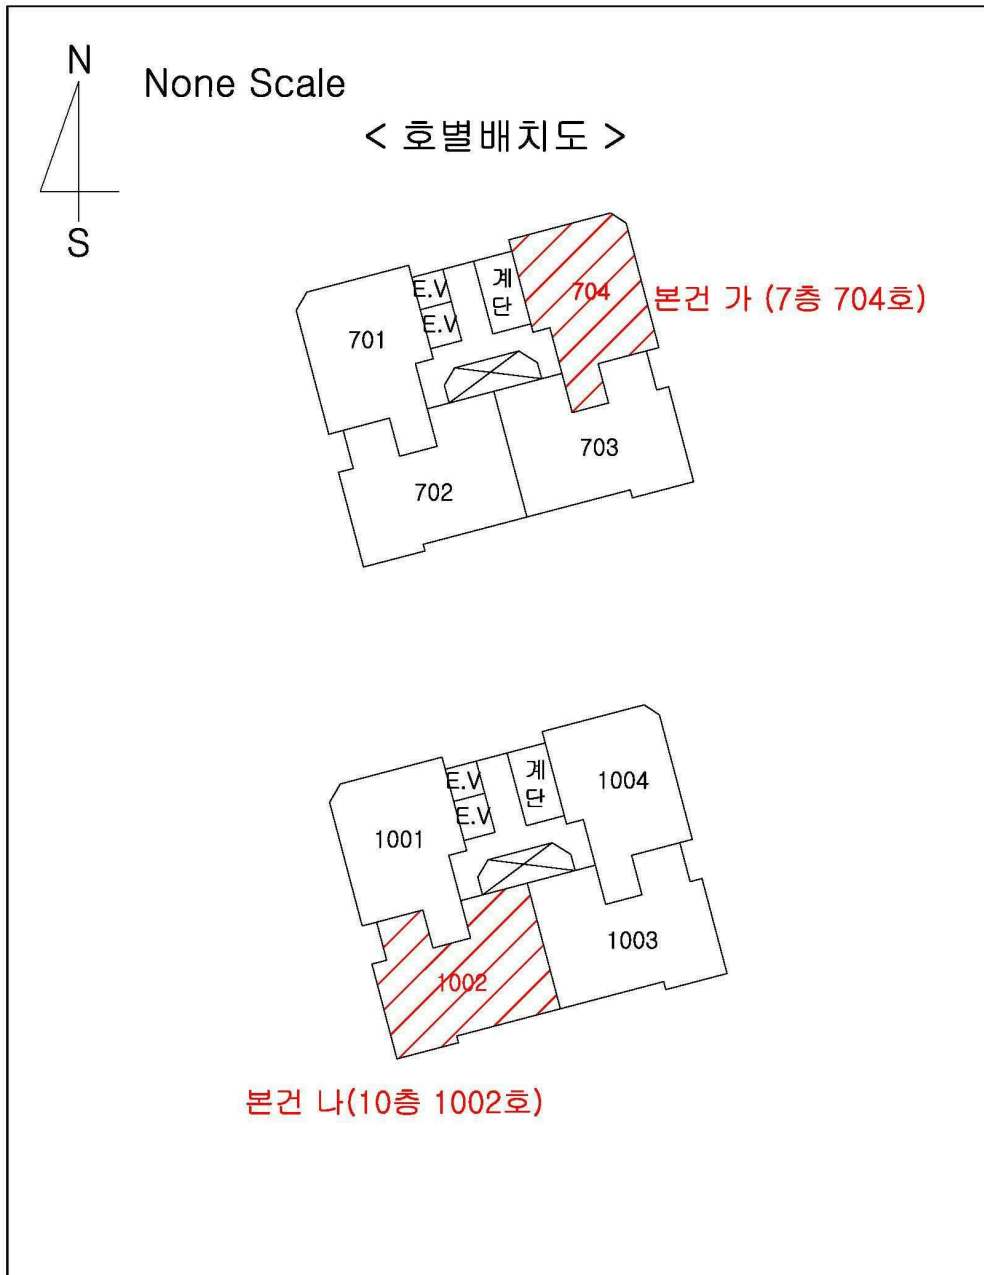 N
None Scale
< 호별배치도 >
S
E.V
계
단
704
본건 가 (7층 704호)
E.V
701
703
702
E.V
계
단
1004
E.V
1001
1003
1002
본건 나(10층 1002호)